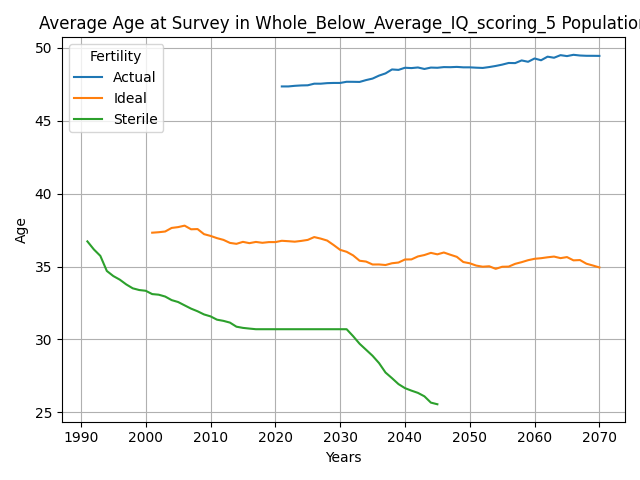 Average Age at Survey in Whole_Below_Average_IQ_scoring_5 Population
Fertility
Actual
Ideal
Sterile
50
45
40
35
30
25
Age
1990 2000 2010 2020 2030 2040 2050 2060 2070
Years